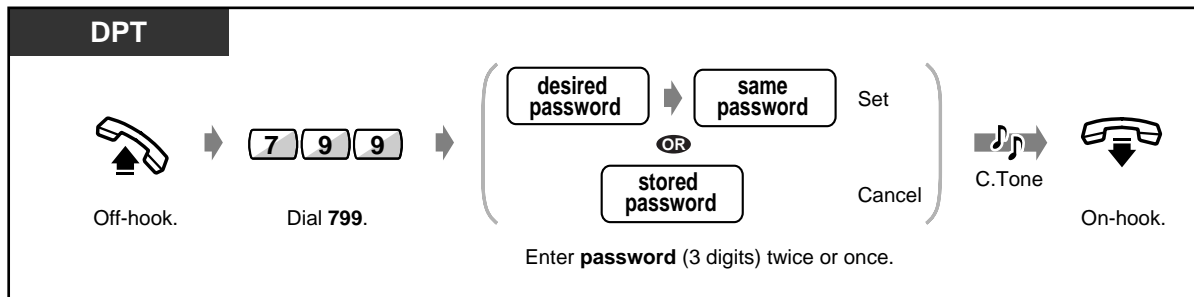 DPT
desired
password
same
password
Set
7 9 9
OR
stored
password
Cancel
C.Tone
Off-hook.
Dial 799.
On-hook.
Enter password (3 digits) twice or once.